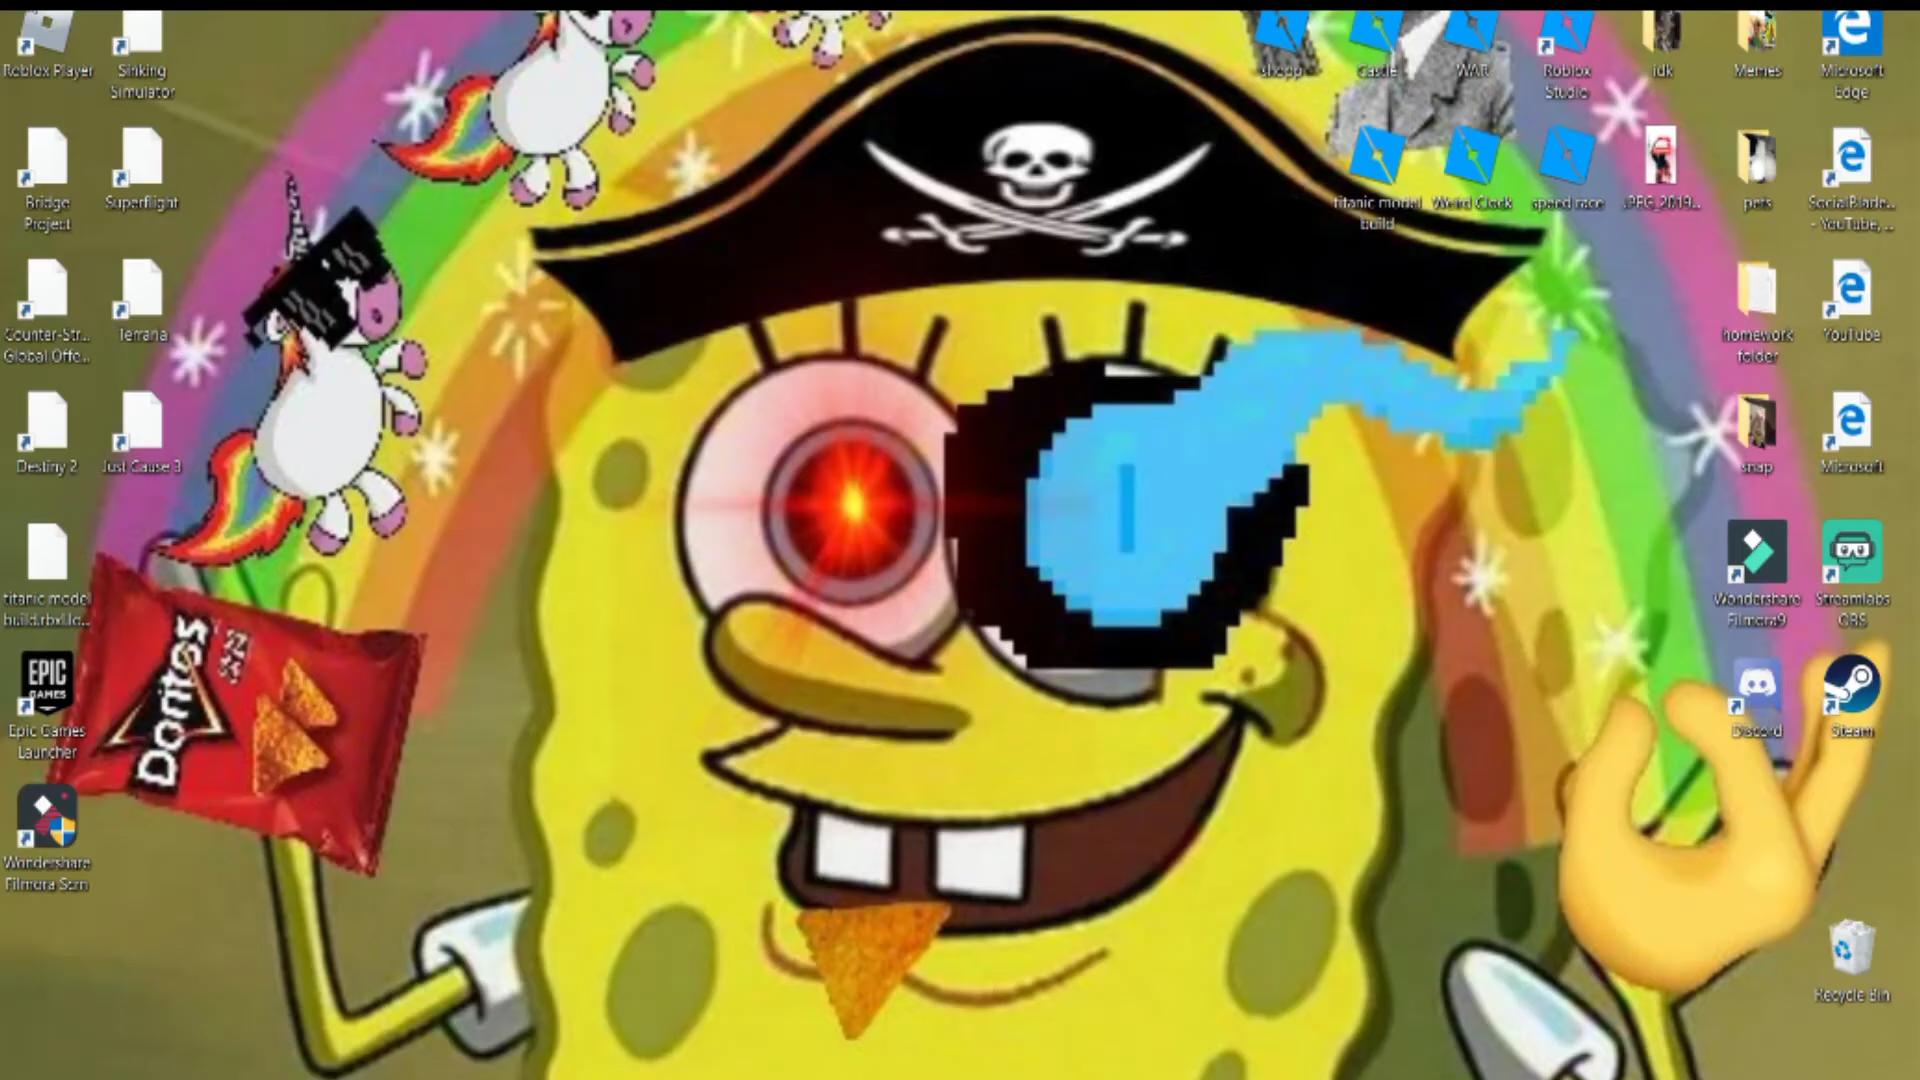 Roblox Player
Sinking
Simulator
shopp
Castle
WAR
Roblox
Studio
idk
Memes
Microsoft
Edge
Bridge
Project
Superflight
titanic model
build
Weird Clock
speed race
JPEG_2019...
pets
SocialBlade...
- YouTube, ...
Counter-Str...
Global Offe...
Terraria
homework
folder
YouTube
Destiny 2
Just Cause 3
snap
Microsoft
titanic model
build.rbxl.lo...
Wondershare
Filmora9
Streamlabs
OBS
Doritos
EPIC
GAMES
Epic Games
Launcher
Discord
Steam
Wondershare
Filmora Scrn
Recycle Bin